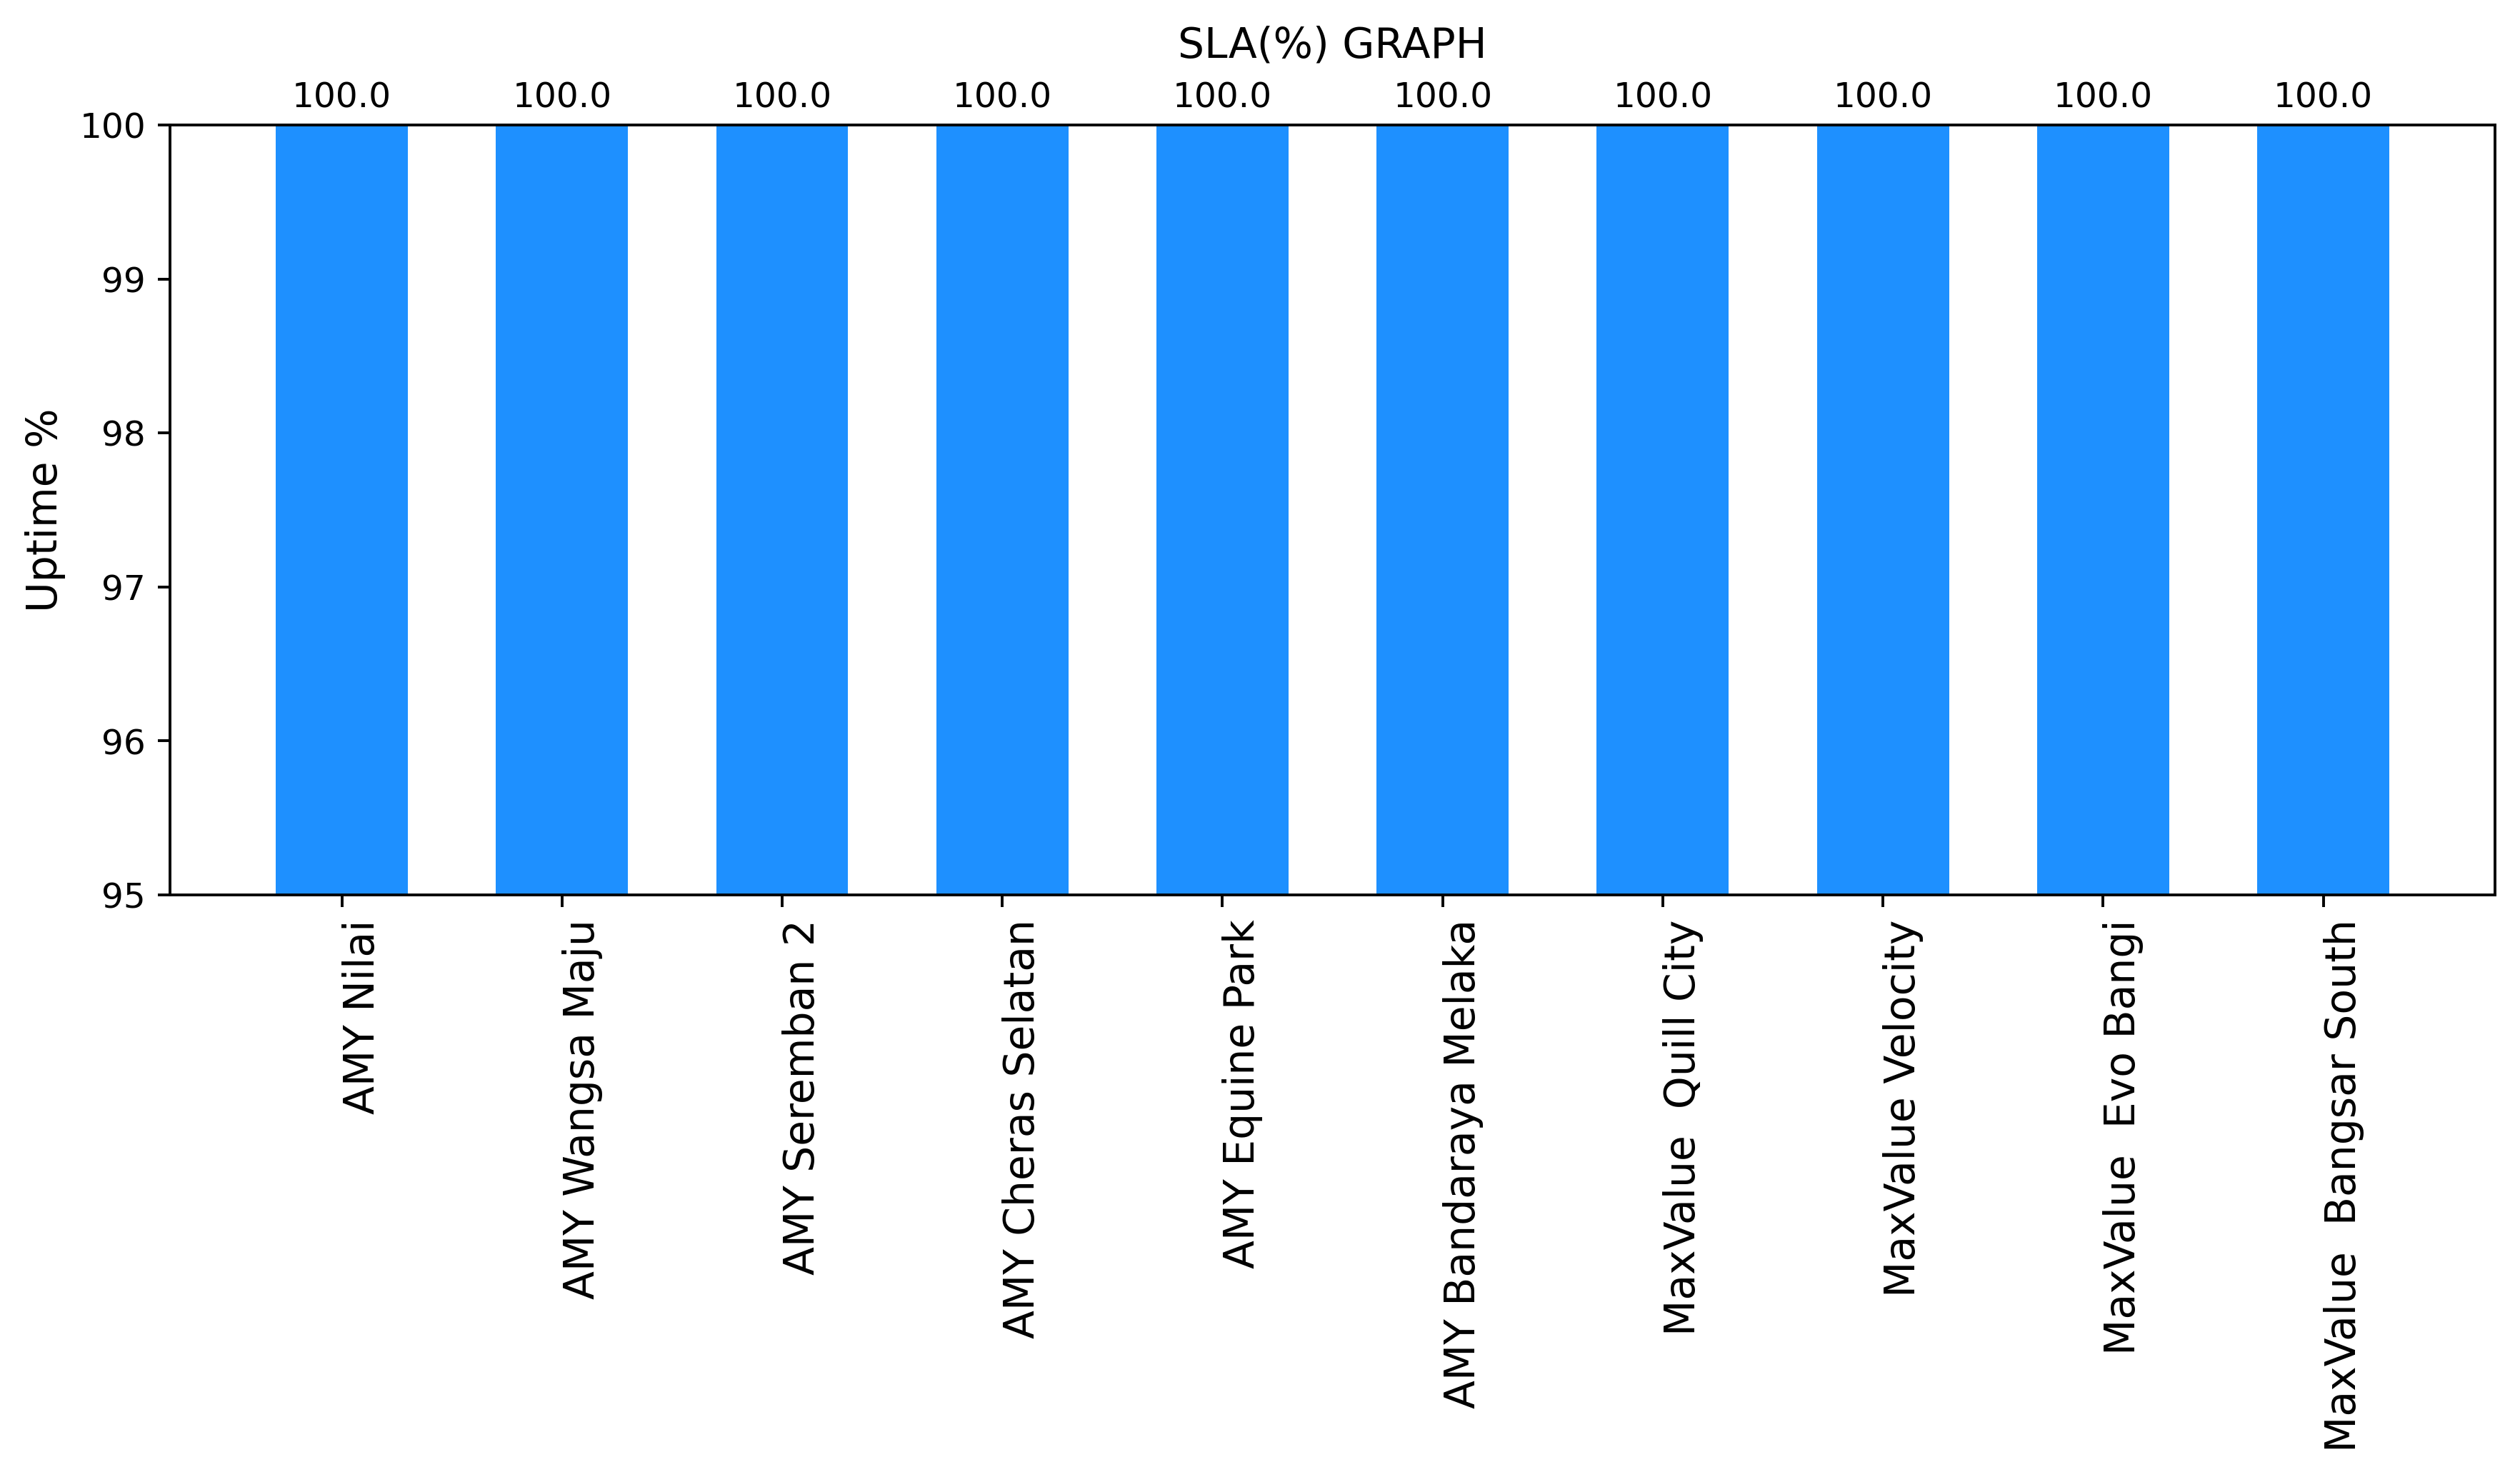 SLA(%) GRAPH
100.0 100.0 100.0 100.0 100.0 100.0 100.0 100.0 100.0 100.0
100
99
98
97
96
95
Uptime %
AMY Nilai
AMY Wangsa Maju
AMY Seremban 2
AMY Cheras Selatan
AMY Equine Park
AMY Bandaraya Melaka
MaxValue  Quill City
MaxValue Velocity
MaxValue  Evo Bangi
MaxValue  Bangsar South